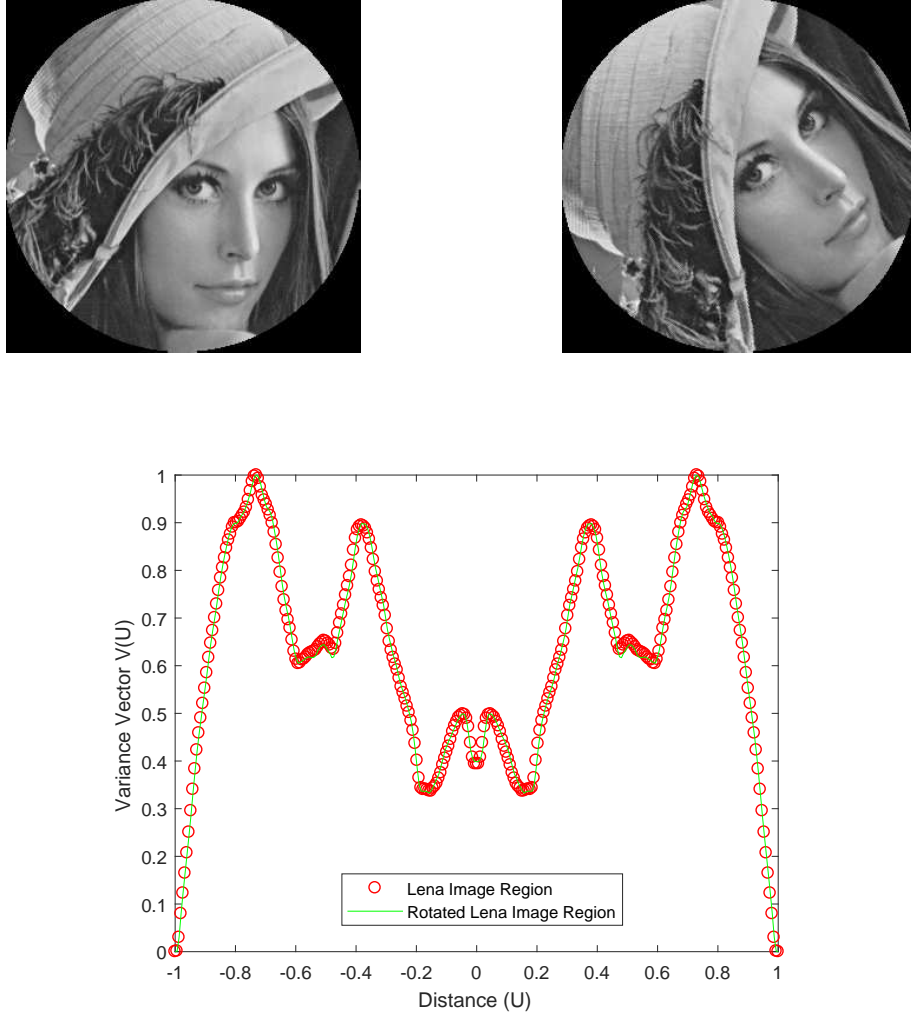 1
0.9
0.8
0.7
0.6
0.5
0.4
0.3
0.2
0.1
0
Variance Vector V(U)
Lena Image Region
Rotated Lena Image Region
-1 -0.8 -0.6 -0.4 -0.2 0 0.2 0.4 0.6 0.8 1
Distance (U)